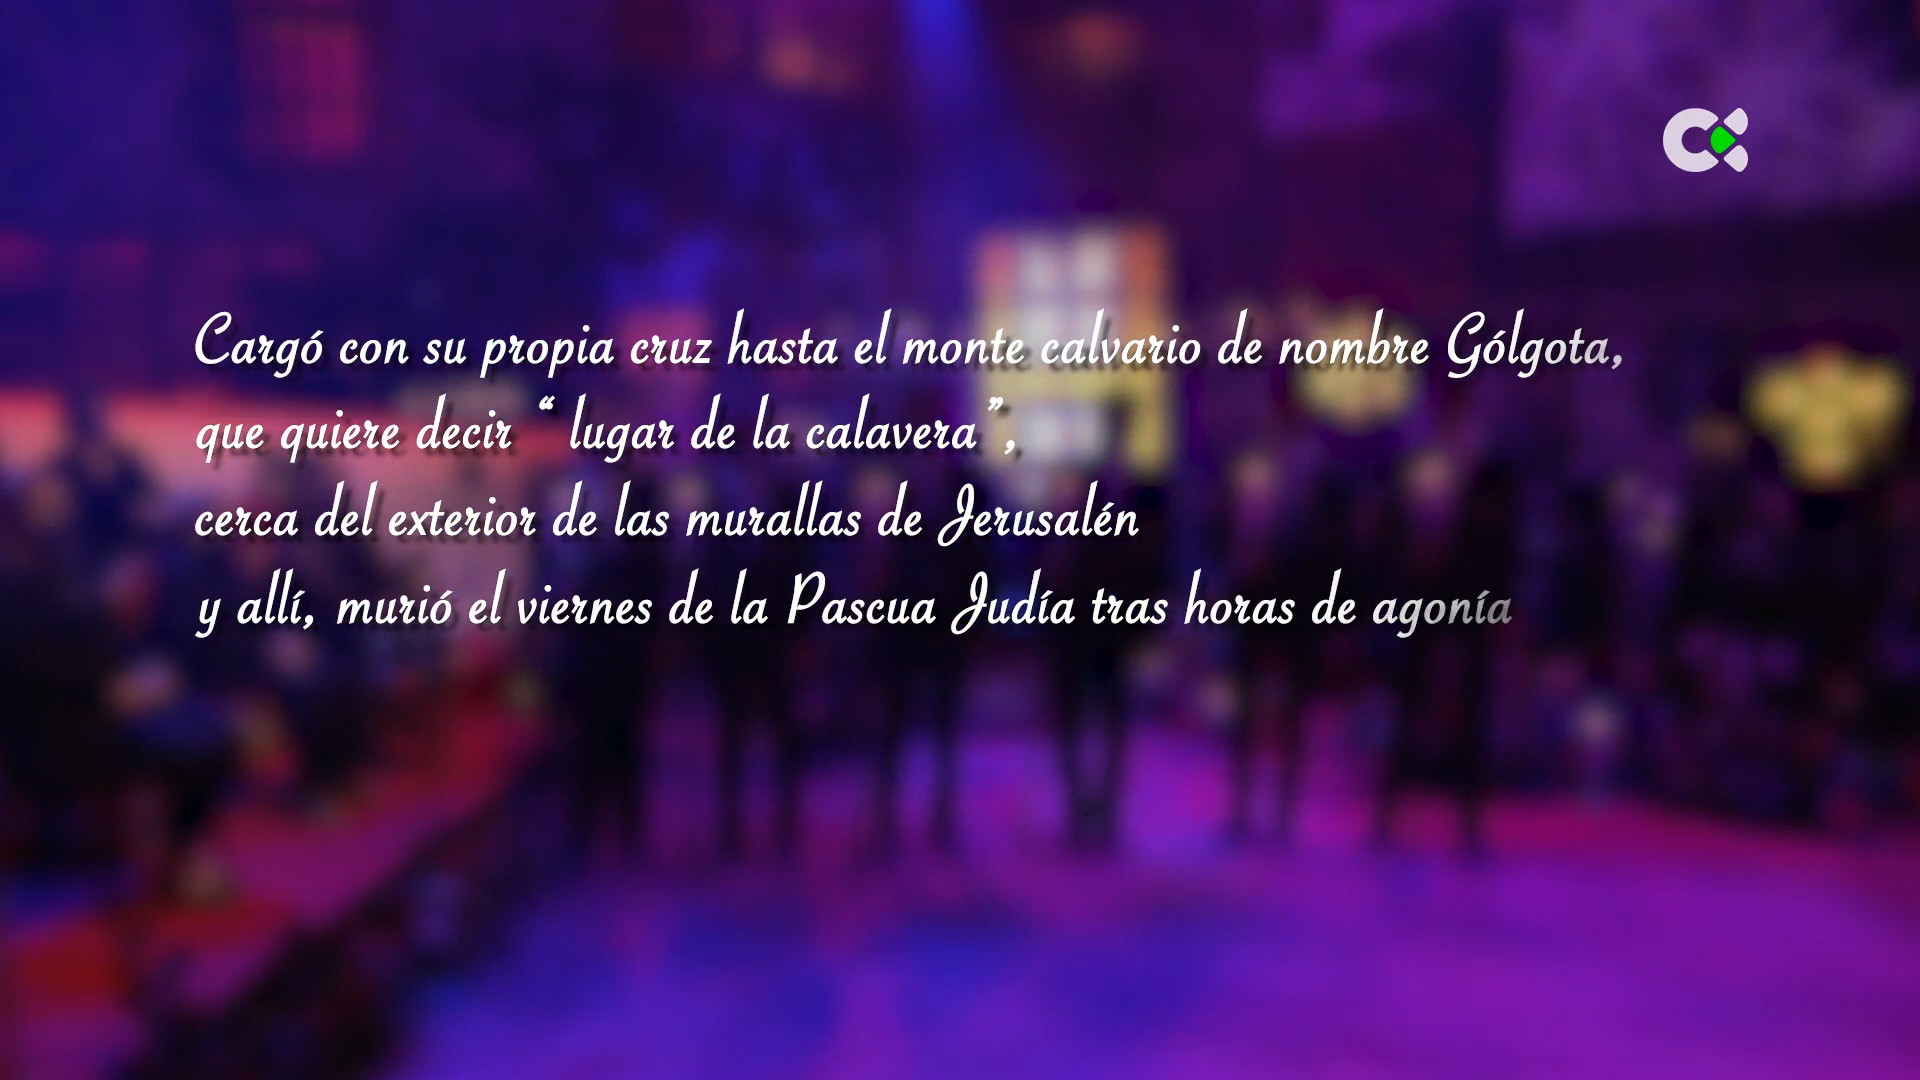 Cargó con su propia cruz hasta el monte calvario de nombre Gólgota,
que quiere decir “ lugar de la calavera ”,
cerca del exterior de las murallas de Jerusalén
y allí, murió el viernes de la Pascua Judía tras horas de agonía